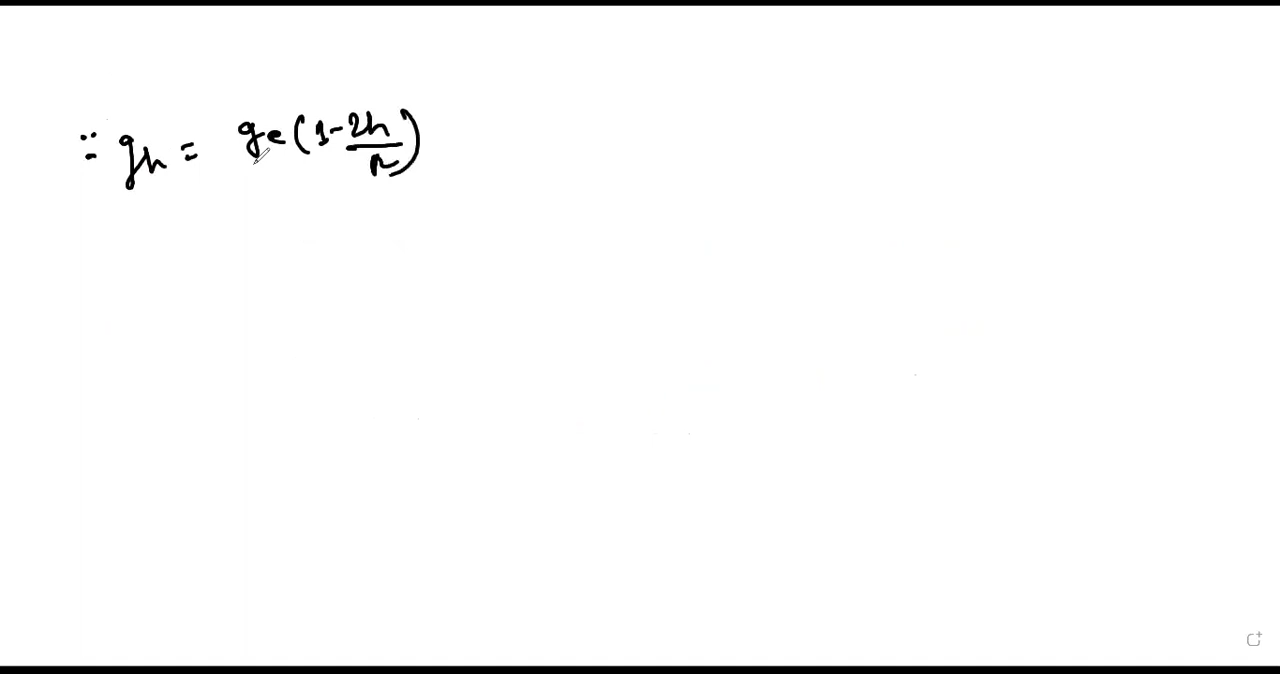 ∵ gh = ge(1-2h/r)